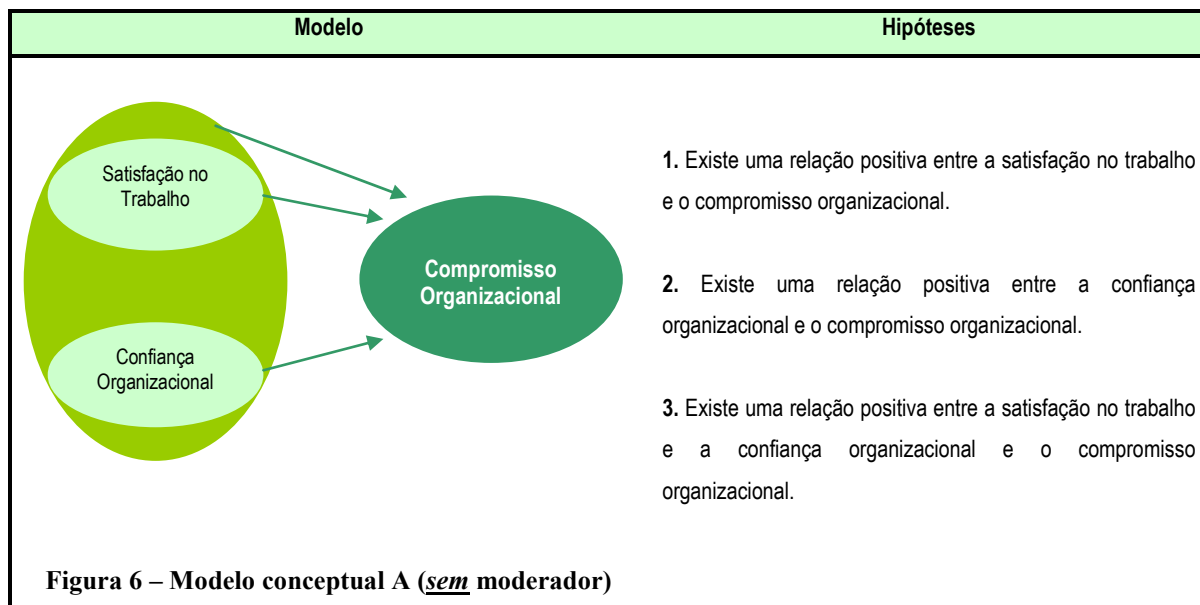 Modelo
Hipóteses
Satisfação no
Trabalho
Confiança
Organizacional
Compromisso
Organizacional
1. Existe uma relação positiva entre a satisfação no trabalho
e o compromisso organizacional.
2. Existe uma relação positiva entre a confiança
organizacional e o compromisso organizacional.
3. Existe uma relação positiva entre a satisfação no trabalho
e a confiança organizacional e o compromisso
organizacional.
Figura 6 – Modelo conceptual A (sem moderador)